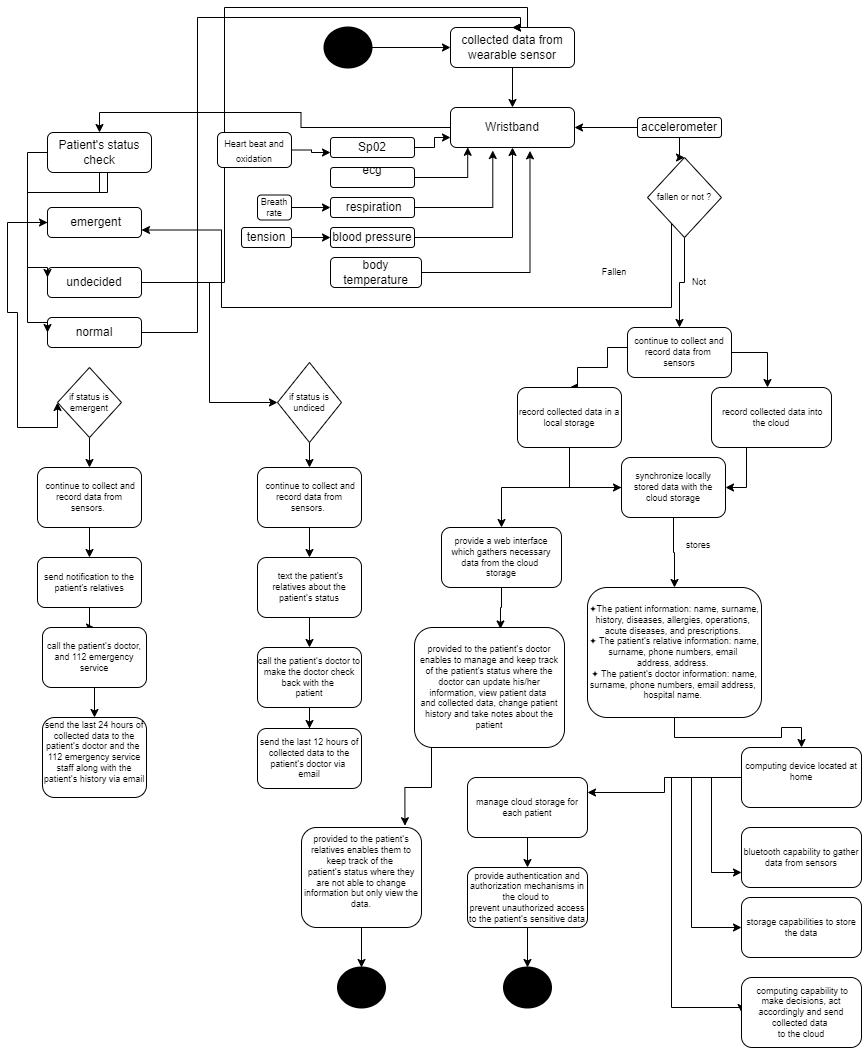 collected data from
wearable sensor
Wristband
accelerometer
Patient's status
check
Heart beat and
oxidation
Sp02
ecg
Breath
rate
respiration
fallen or not ?
emergent
tension
blood pressure
body
temperature
Fallen
Not
undecided
normal
continue to collect and
record data from
sensors
if status is
emergent
if status is
undiced
record collected data in a
local storage
record collected data into
the cloud
continue to collect and
record data from
sensors.
continue to collect and
record data from
sensors.
synchronize locally
stored data with the
cloud storage
provide a web interface
which gathers necessary
data from the cloud
storage
stores
send notification to the
patient's relatives
text the patient's
relatives about the
patient's status
✦The patient information: name, surname,
history, diseases, allergies, operations,
acute diseases, and prescriptions.
✦ The patient's relative information: name,
surname, phone numbers, email
address, address.
✦ The patient's doctor information: name,
surname, phone numbers, email address,
hospital name.
call the patient's doctor,
and 112 emergency
service
call the patient's doctor to
make the doctor check
back with the
patient
provided to the patient's doctor
enables to manage and keep track
of the patient's status where the
doctor can update his/her
information, view patient data
and collected data, change patient
history and take notes about the
patient
send the last 24 hours of
collected data to the
patient's doctor and the
112 emergency service
staff along with the
patient's history via email
send the last 12 hours of
collected data to the
patient's doctor via
email
computing device located at
home
manage cloud storage for
each patient
provided to the patient's
relatives enables them to
keep track of the
patient's status where they
are not able to change
information but only view the
data.
bluetooth capability to gather
data from sensors
provide authentication and
authorization mechanisms in
the cloud to
prevent unauthorized access
to the patient's sensitive data
storage capabilities to store
the data
computing capability to
make decisions, act
accordingly and send
collected data
to the cloud